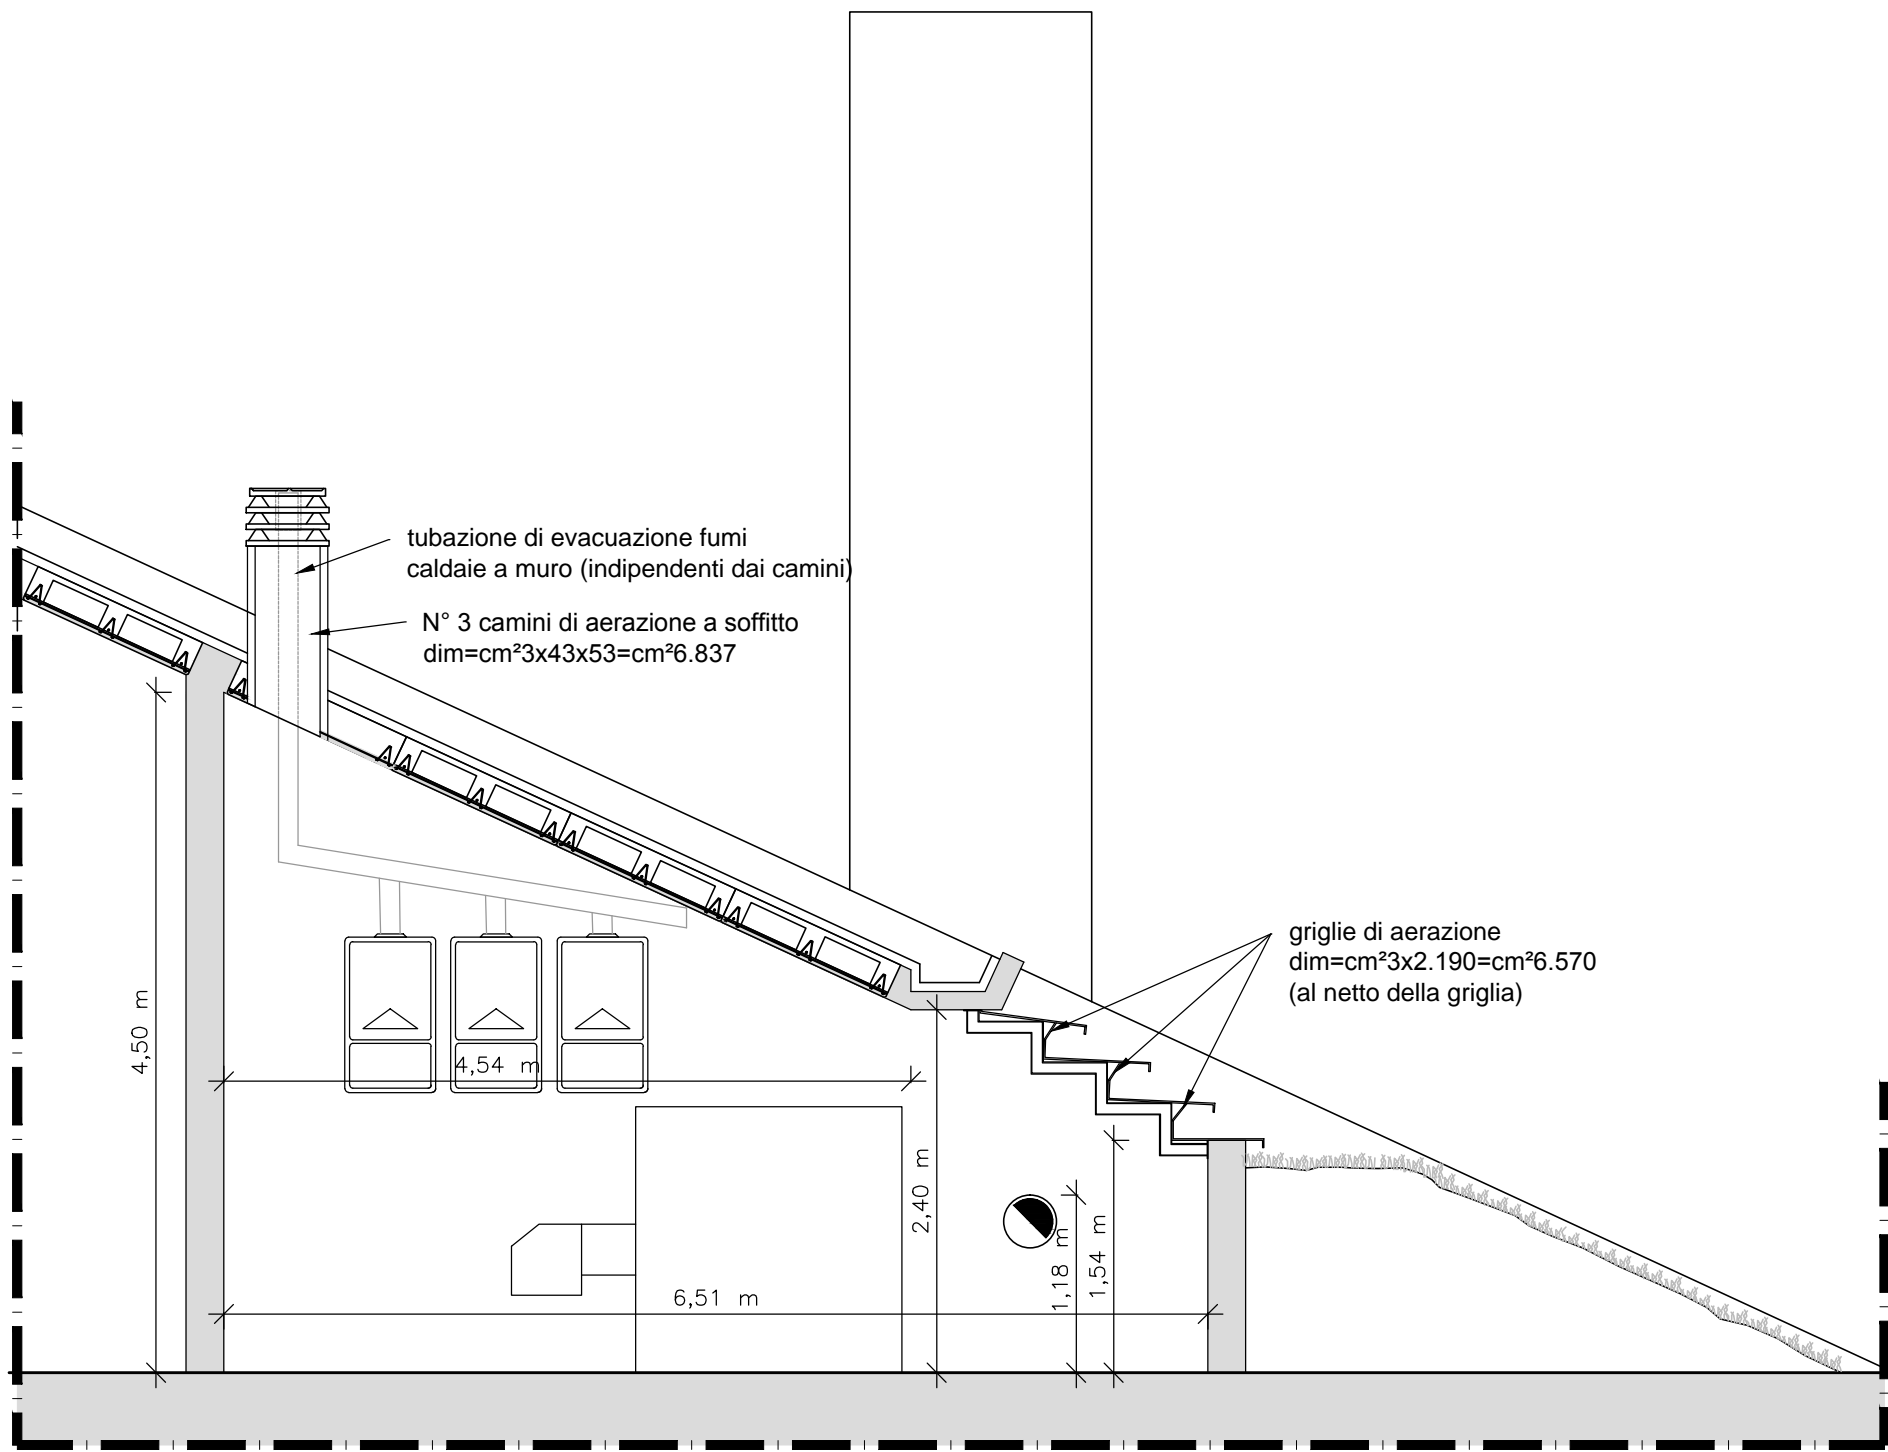 tubazione di evacuazione fumi
caldaie a muro (indipendenti dai camini)
N° 3 camini di aerazione a soffitto
dim=cm²3x43x53=cm²6.837
griglie di aerazione
dim=cm²3x2.190=cm²6.570
(al netto della griglia)
4,50 m
4,54 m
2,40 m
1,18 m
1,54 m
6,51 m